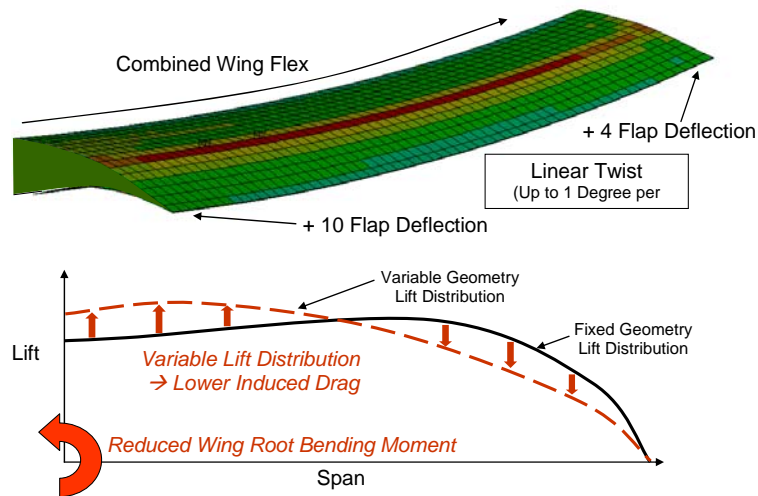 Combined Wing Flex
+ 4 Flap Deflection
Linear Twist
(Up to 1 Degree per
+ 10 Flap Deflection
Variable Geometry
Lift Distribution
Fixed Geometry
Lift Distribution
Lift
Variable Lift Distribution
→ Lower Induced Drag
Reduced Wing Root Bending Moment
Span